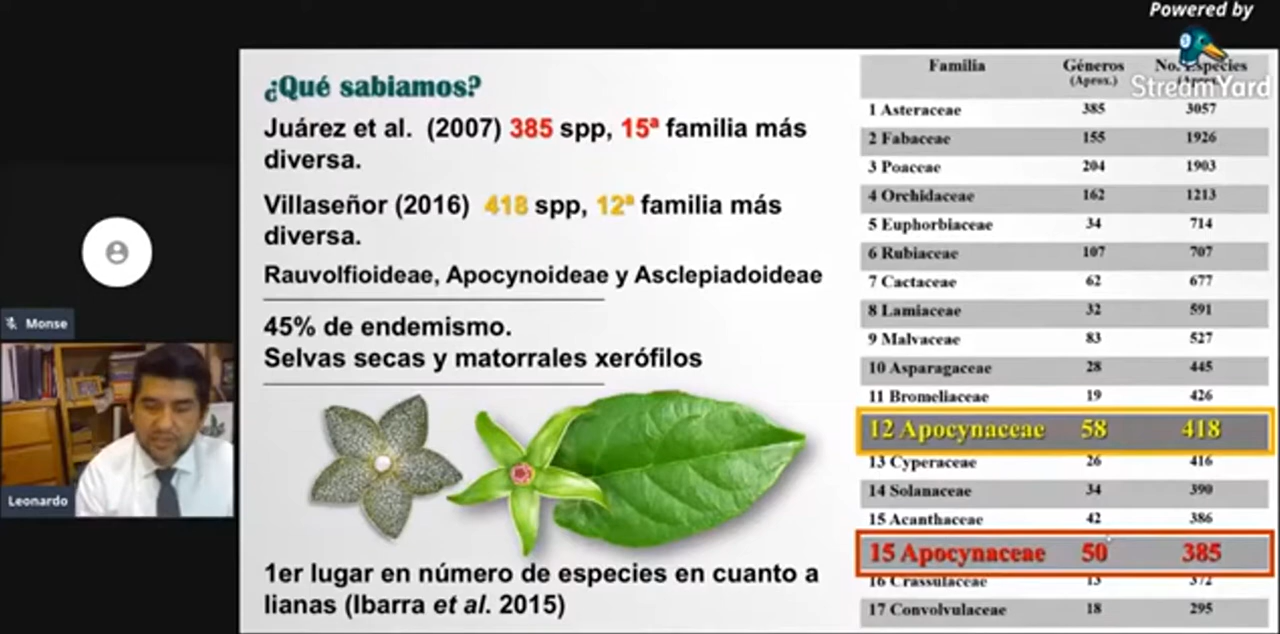 Powered by
StreamYard
¿Qué sabiamos?
Juárez et al. (2007) 385 spp, 15ª familia más
diversa.
Villaseñor (2016) 418 spp, 12ª familia más
diversa.
Rauvolfioideae, Apocynoideae y Asclepiadoideae
45% de endemismo.
Selvas secas y matorrales xerófilos
1er lugar en número de especies en cuanto a
lianas (Ibarra et al. 2015)
Familia Géneros No. Especies
(Aprox.) (Aprox.)
1 Asteraceae 385 3057
2 Fabaceae 155 1926
3 Poaceae 204 1903
4 Orchidaceae 162 1213
5 Euphorbiaceae 34 714
6 Rubiaceae 107 707
7 Cactaceae 62 677
8 Lamiaceae 32 591
9 Malvaceae 83 527
10 Asparagaceae 28 445
11 Bromeliaceae 19 426
12 Apocynaceae 58 418
13 Cyperaceae 26 416
14 Solanaceae 34 390
15 Acanthaceae 42 386
15 Apocynaceae 50 385
16 Crassulaceae 13 372
17 Convolvulaceae 18 295
Monse
Leonardo